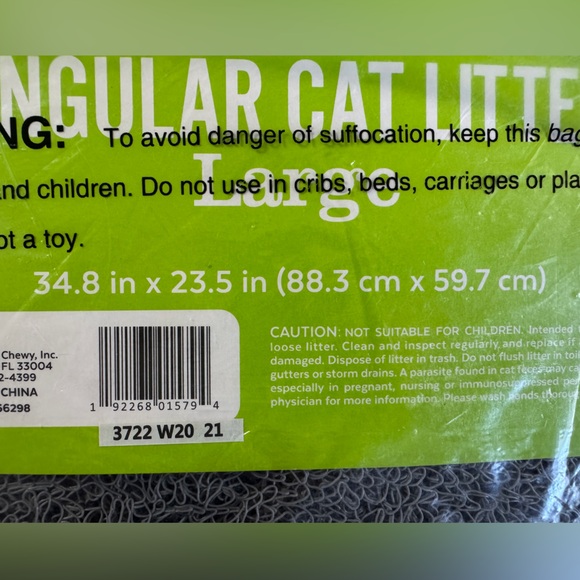 NGULAR CAT LITTE
NG: To avoid danger of suffocation, keep this bag
and children. Do not use in cribs, beds, carriages or pla
Large
ot a toy.
34.8 in x 23.5 in (88.3 cm x 59.7 cm)
Chewy, Inc.
FL 33004
2-4399
CHINA
56298
1 92268 01579 4
3722 W20 21
CAUTION: NOT SUITABLE FOR CHILDREN. Intended
loose litter. Clean and inspect regularly and replace if
damaged. Dispose of litter in trash. Do not flush litter in toil
gutters or storm drains. A parasite found in cat feces may ca
especially in pregnant, nursing or immunosuppressed pe
physician for more information. Please wash hands thorou